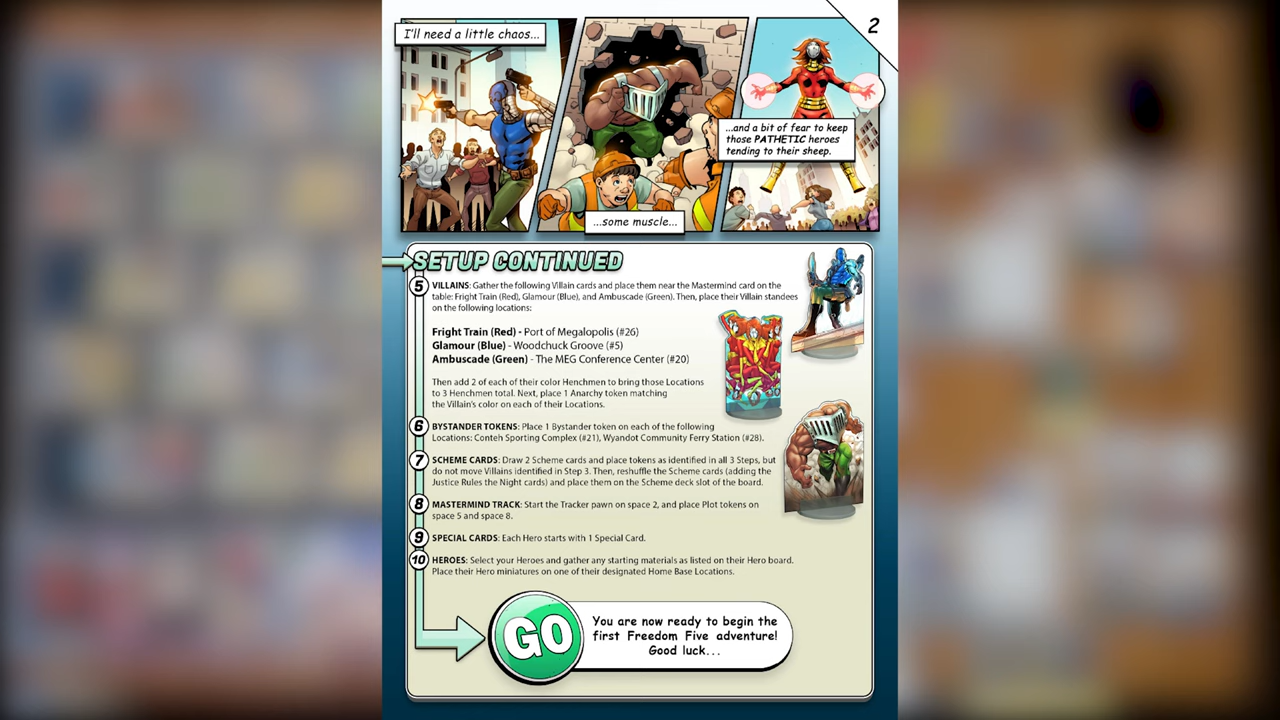 I'll need a little chaos...
2
...and a bit of fear to keep
those PATHETIC heroes
tending to their sheep.
...some muscle...
SETUP CONTINUED
5 VILLAINS: Gather the following Villain cards and place them near the Mastermind card on the
table: Fright Train (Red), Glamour (Blue), and Ambuscade (Green). Then, place their Villain standees
on the following locations:
Fright Train (Red) - Port of Megalopolis (#26)
Glamour (Blue) - Woodchuck Groove (#5)
Ambuscade (Green) - The MEG Conference Center (#20)
Then add 2 of each of their color Henchmen to bring those Locations
to 3 Henchmen total. Next, place 1 Anarchy token matching
the Villain's color on each of their Locations.
6 BYSTANDER TOKENS: Place 1 Bystander token on each of the following
Locations: Conteh Sporting Complex (#21), Wyandot Community Ferry Station (#28).
7 SCHEME CARDS: Draw 2 Scheme cards and place tokens as identified in all 3 Steps, but
do not move Villains identified in Step 3. Then, reshuffle the Scheme cards (adding the
Justice Rules the Night cards) and place them on the Scheme deck slot of the board.
8 MASTERMIND TRACK: Start the Tracker pawn on space 2, and place Plot tokens on
space 5 and space 8.
9 SPECIAL CARDS: Each Hero starts with 1 Special Card.
10 HEROES: Select your Heroes and gather any starting materials as listed on their Hero board.
Place their Hero miniatures on one of their designated Home Base Locations.
GO
You are now ready to begin the
first Freedom Five adventure!
Good luck...